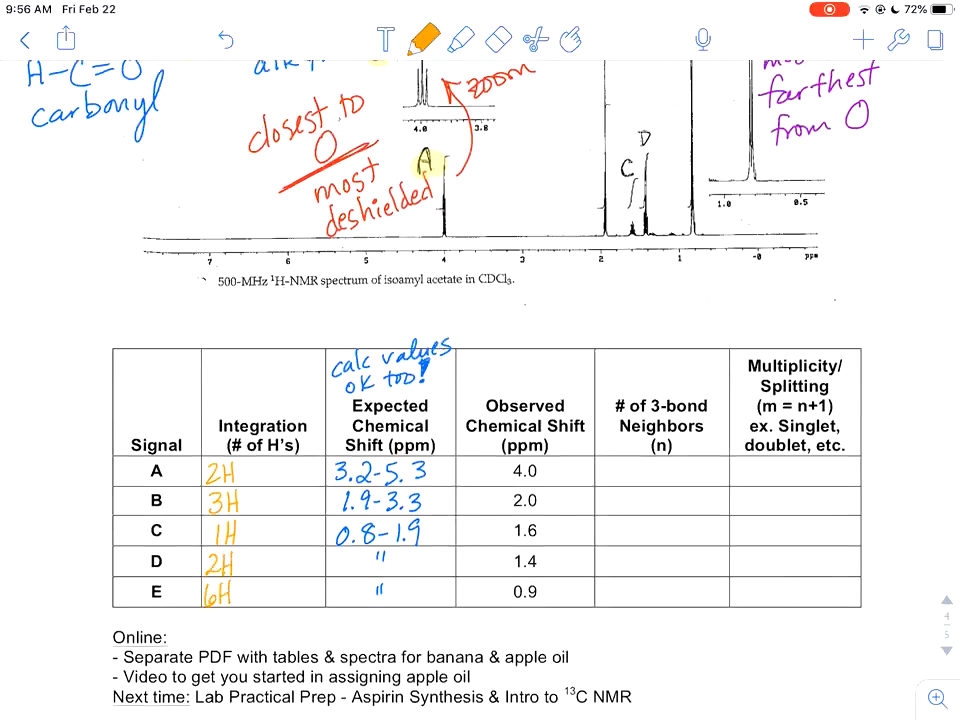 9:56 AM Fri Feb 22
72%
T
H-C=O
carbonyl
closest to
O
most
deshielded
zoom
4.0 3.8
A
C
D
farthest
from O
1.0 0.5
7 6 5 4 3 2 1 -0 PPM
500-MHz ¹H-NMR spectrum of isoamyl acetate in CDCl₃.
calc values
ok too!
Signal
Integration
(# of H's)
Expected
Chemical
Shift (ppm)
Observed
Chemical Shift
(ppm)
# of 3-bond
Neighbors
(n)
Multiplicity/
Splitting
(m = n+1)
ex. Singlet,
doublet, etc.
A 2H 3.2-5.3 4.0
B 3H 1.9-3.3 2.0
C 1H 0.8-1.9 1.6
D 2H " 1.4
E 6H " 0.9
Online:
- Separate PDF with tables & spectra for banana & apple oil
- Video to get you started in assigning apple oil
Next time: Lab Practical Prep - Aspirin Synthesis & Intro to ¹³C NMR
4
5